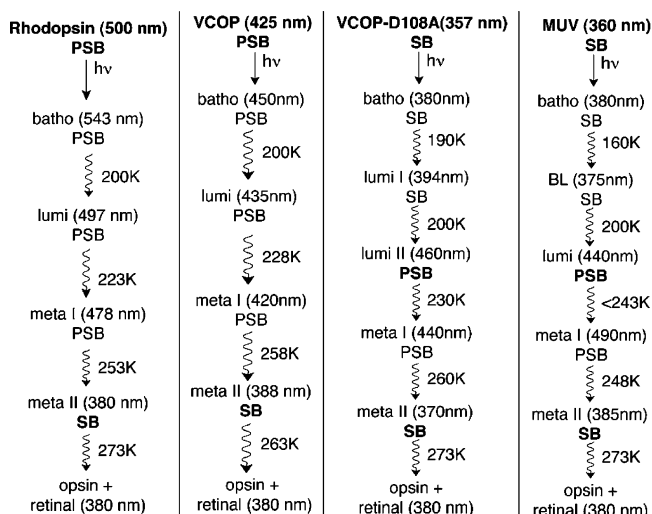 Rhodopsin (500 nm)
PSB
hν
batho (543 nm)
PSB
200K
lumi (497 nm)
PSB
223K
meta I (478 nm)
PSB
253K
meta II (380 nm)
SB
273K
opsin +
retinal (380 nm)
VCOP (425 nm)
PSB
hν
batho (450nm)
PSB
200K
lumi (435nm)
PSB
228K
meta I (420nm)
PSB
258K
meta II (388 nm)
SB
263K
opsin +
retinal (380 nm)
VCOP-D108A(357 nm)
SB
hν
batho (380nm)
SB
190K
lumi I (394nm)
SB
200K
lumi II (460nm)
PSB
230K
meta I (440nm)
PSB
260K
meta II (370nm)
SB
273K
opsin +
retinal (380 nm)
MUV (360 nm)
SB
hν
batho (380nm)
SB
160K
BL (375nm)
SB
200K
lumi (440nm)
PSB
<243K
meta I (490nm)
PSB
248K
meta II (385nm)
SB
273K
opsin +
retinal (380 nm)